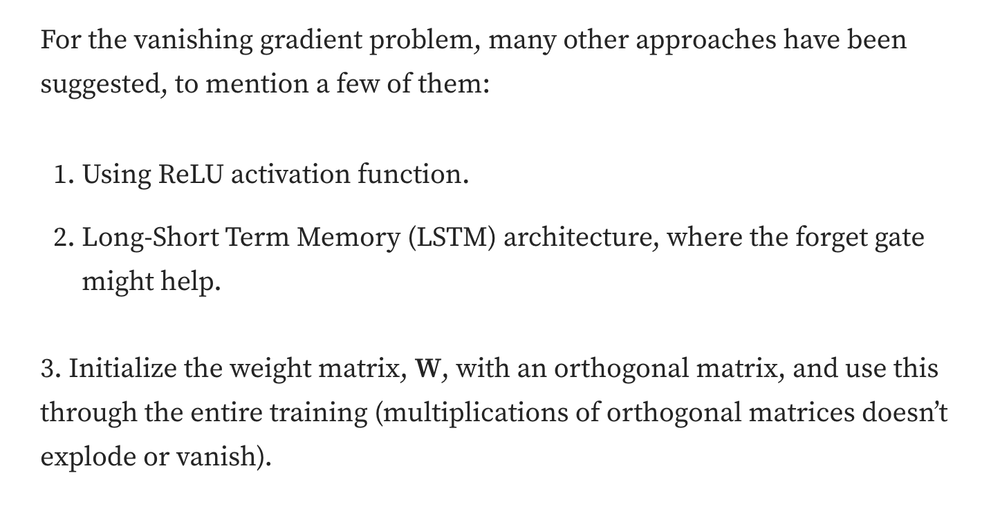 For the vanishing gradient problem, many other approaches have been
suggested, to mention a few of them:
1. Using ReLU activation function.
2. Long-Short Term Memory (LSTM) architecture, where the forget gate
might help.
3. Initialize the weight matrix, W, with an orthogonal matrix, and use this
through the entire training (multiplications of orthogonal matrices doesn’t
explode or vanish).